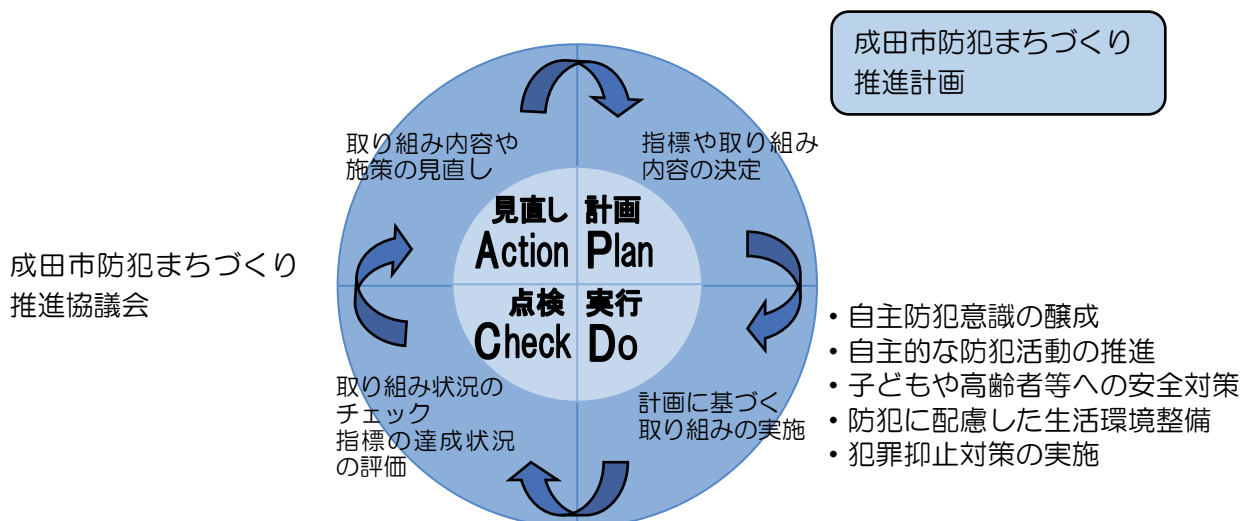 成田市防犯まちづくり
推進計画
取り組み内容や
施策の見直し
指標や取り組み
内容の決定
見直し
Action
計画
Plan
成田市防犯まちづくり
推進協議会
点検
Check
実行
Do
取り組み状況の
チェック
指標の達成状況
の評価
計画に基づく
取り組みの実施
・自主防犯意識の醸成
・自主的な防犯活動の推進
・子どもや高齢者等への安全対策
・防犯に配慮した生活環境整備
・犯罪抑止対策の実施